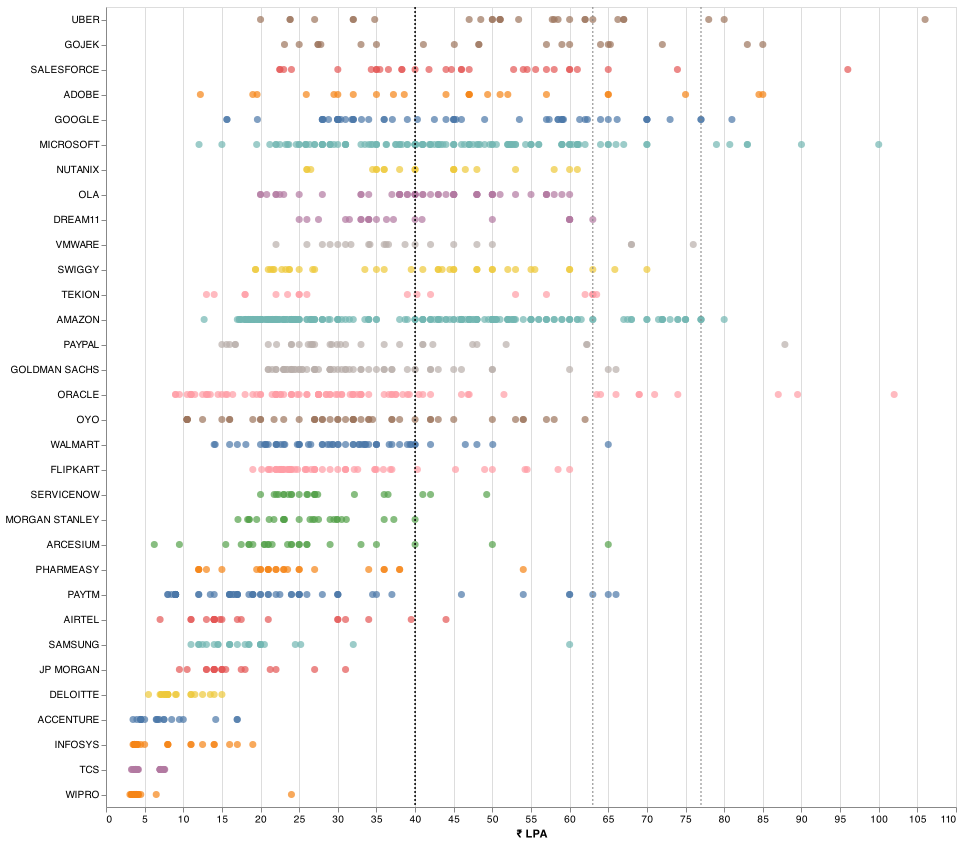 UBER
GOJEK
SALESFORCE
ADOBE
GOOGLE
MICROSOFT
NUTANIX
OLA
DREAM11
VMWARE
SWIGGY
TEKION
AMAZON
PAYPAL
GOLDMAN SACHS
ORACLE
OYO
WALMART
FLIPKART
SERVICENOW
MORGAN STANLEY
ARCESIUM
PHARMEASY
PAYTM
AIRTEL
SAMSUNG
JP MORGAN
DELOITTE
ACCENTURE
INFOSYS
TCS
WIPRO
0 5 10 15 20 25 30 35 40 45 50 55 60 65 70 75 80 85 90 95 100 105 110
₹ LPA